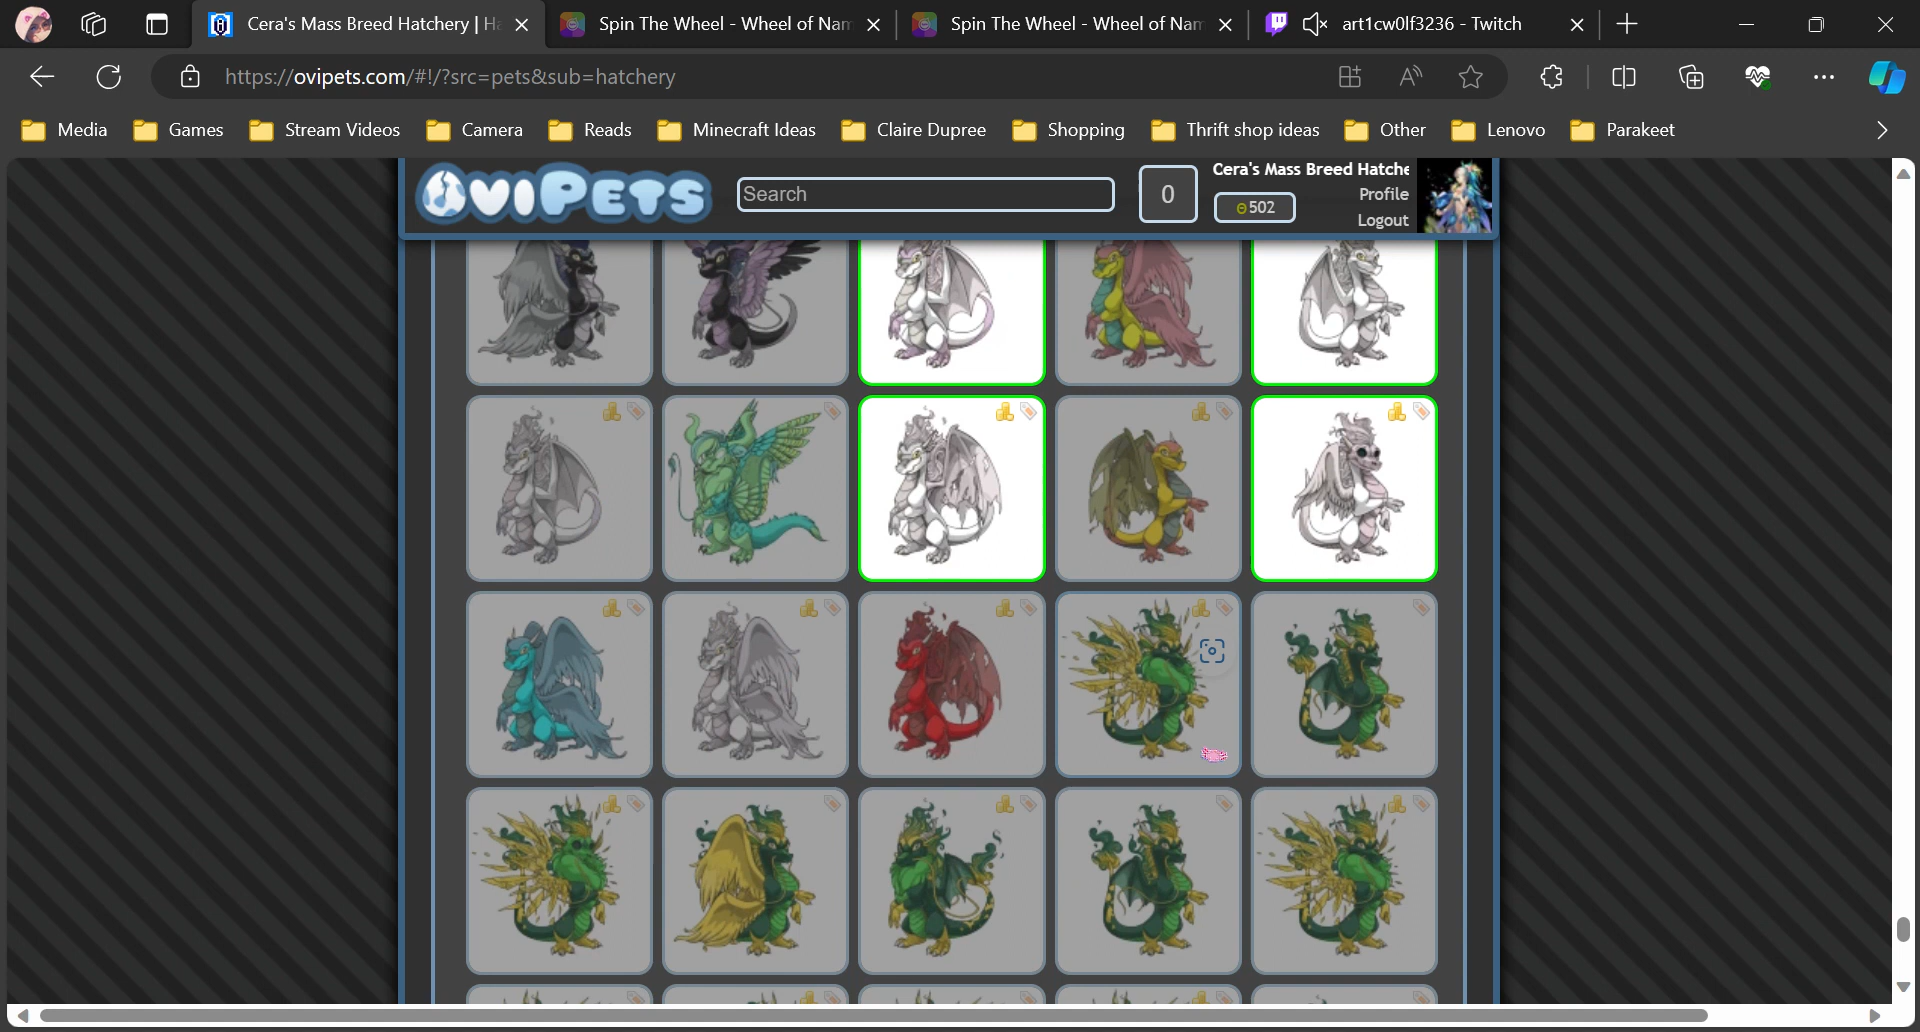 Cera's Mass Breed Hatchery | Ha
Spin The Wheel - Wheel of Nam
Spin The Wheel - Wheel of Nam
art1cw0lf3236 - Twitch
https://ovipets.com/#!/?src=pets&sub=hatchery
Media
Games
Stream Videos
Camera
Reads
Minecraft Ideas
Claire Dupree
Shopping
Thrift shop ideas
Other
Lenovo
Parakeet
OviPets
Search
0
Cera's Mass Breed Hatche
502
Profile
Logout